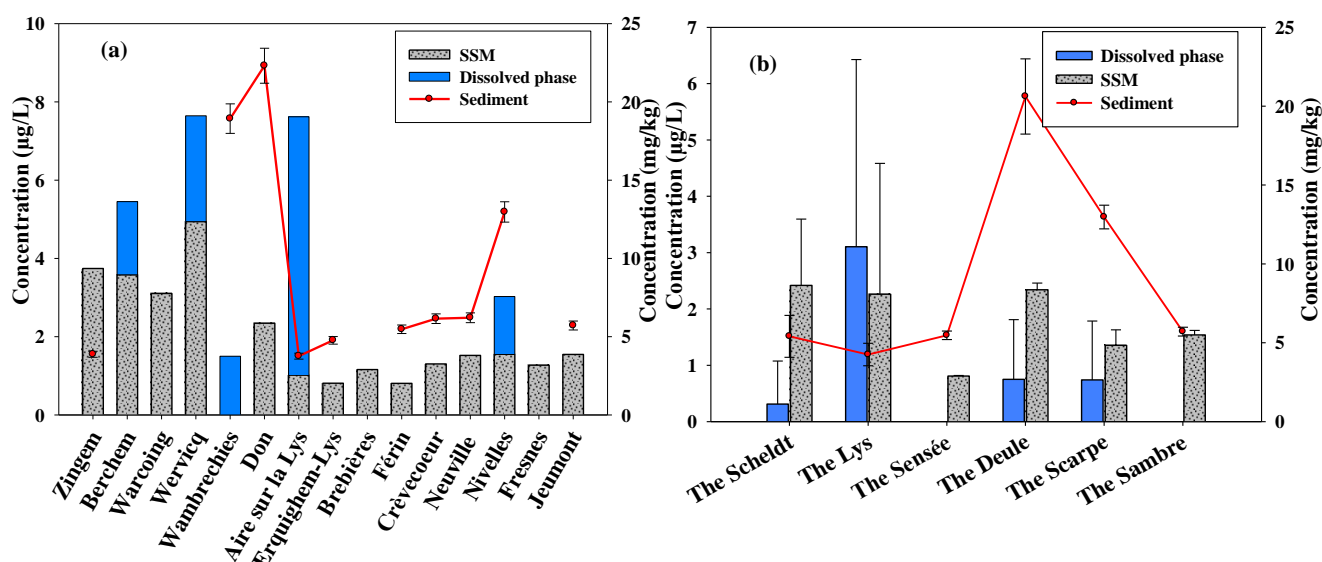 (a)
SSM
Dissolved phase
Sediment
Concentration (µg/L)
10
8
6
4
2
0
25
20
15
10
5
0
Concentration (mg/kg)
Zingem
Berchem
Warcoing
Wervicq
Wambrechies
Don
Aire sur la Lys
Erquighem-Lys
Brebières
Férin
Crèvecoeur
Neuville
Nivelles
Fresnes
Jeumont
(b)
Dissolved phase
SSM
Sediment
Concentration (µg/L)
7
6
5
4
3
2
1
0
25
20
15
10
5
0
Concentration (mg/kg)
The Scheldt
The Lys
The Sensée
The Deule
The Scarpe
The Sambre